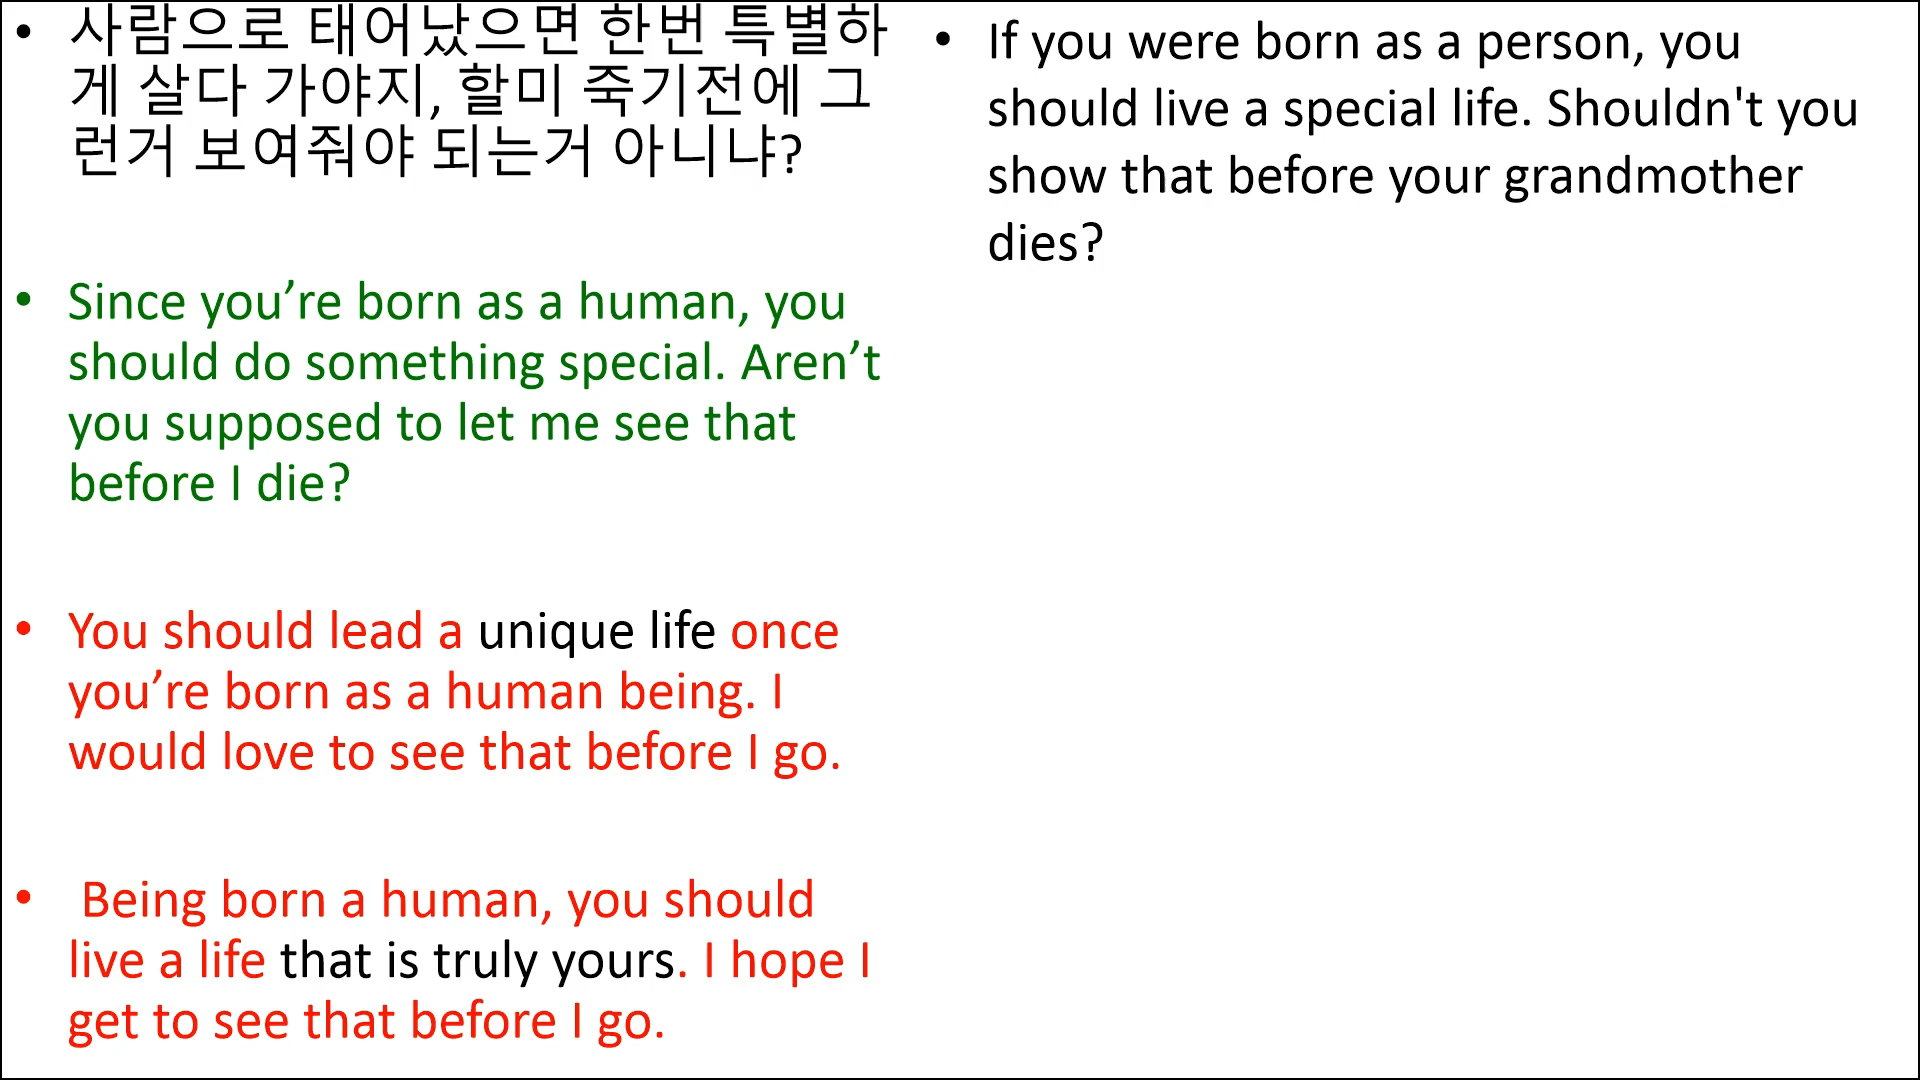 • 사람으로 태어났으면 한번 특별하
게 살다 가야지, 할미 죽기전에 그
런거 보여줘야 되는거 아니냐?
• Since you’re born as a human, you
should do something special. Aren’t
you supposed to let me see that
before I die?
• You should lead a unique life once
you’re born as a human being. I
would love to see that before I go.
• Being born a human, you should
live a life that is truly yours. I hope I
get to see that before I go.
• If you were born as a person, you
should live a special life. Shouldn't you
show that before your grandmother
dies?